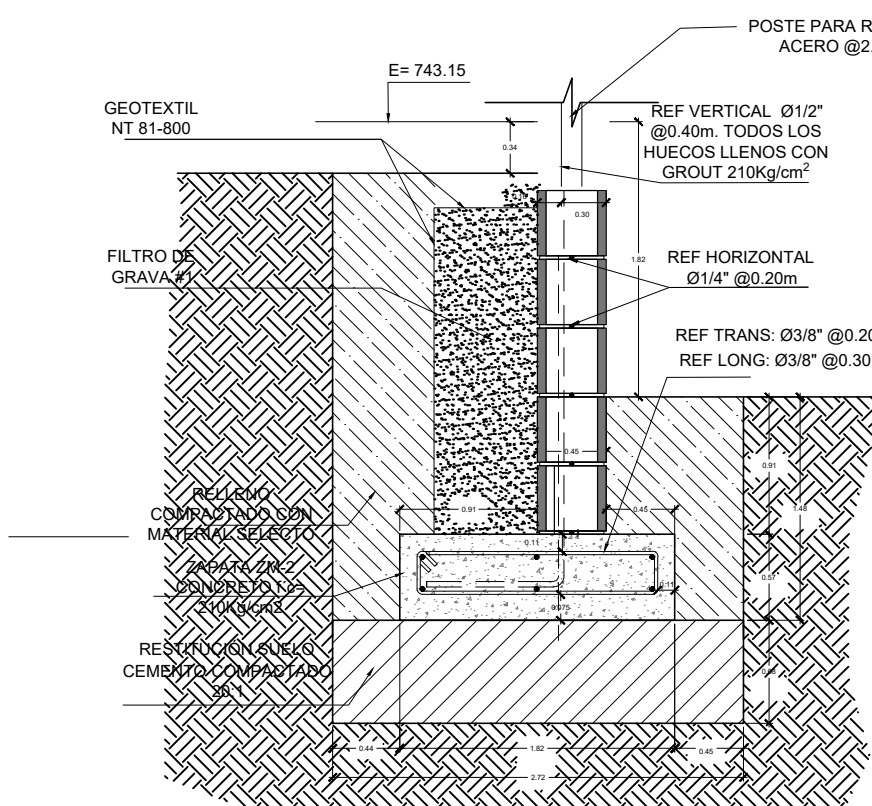 POSTE PARA R
ACERO @2.
E= 743.15
GEOTEXTIL
NT 81-800
REF VERTICAL Ø1/2"
@0.40m. TODOS LOS
HUECOS LLENOS CON
GROUT 210Kg/cm²
0.34
0.30
1.82
FILTRO DE
GRAVA #1
REF HORIZONTAL
Ø1/4" @0.20m
REF TRANS: Ø3/8" @0.20
REF LONG: Ø3/8" @0.30
0.45
0.91
1.48
RELLENO
COMPACTADO CON
MATERIAL SELECTO
0.91
0.45
0.11
ZAPATA ZM-2
CONCRETO f'c=
210Kg/cm2
0.57
0.11
0.075
RESTITUCIÓN SUELO
CEMENTO COMPACTADO
20:1
0.68
0.44
1.82
0.45
2.72